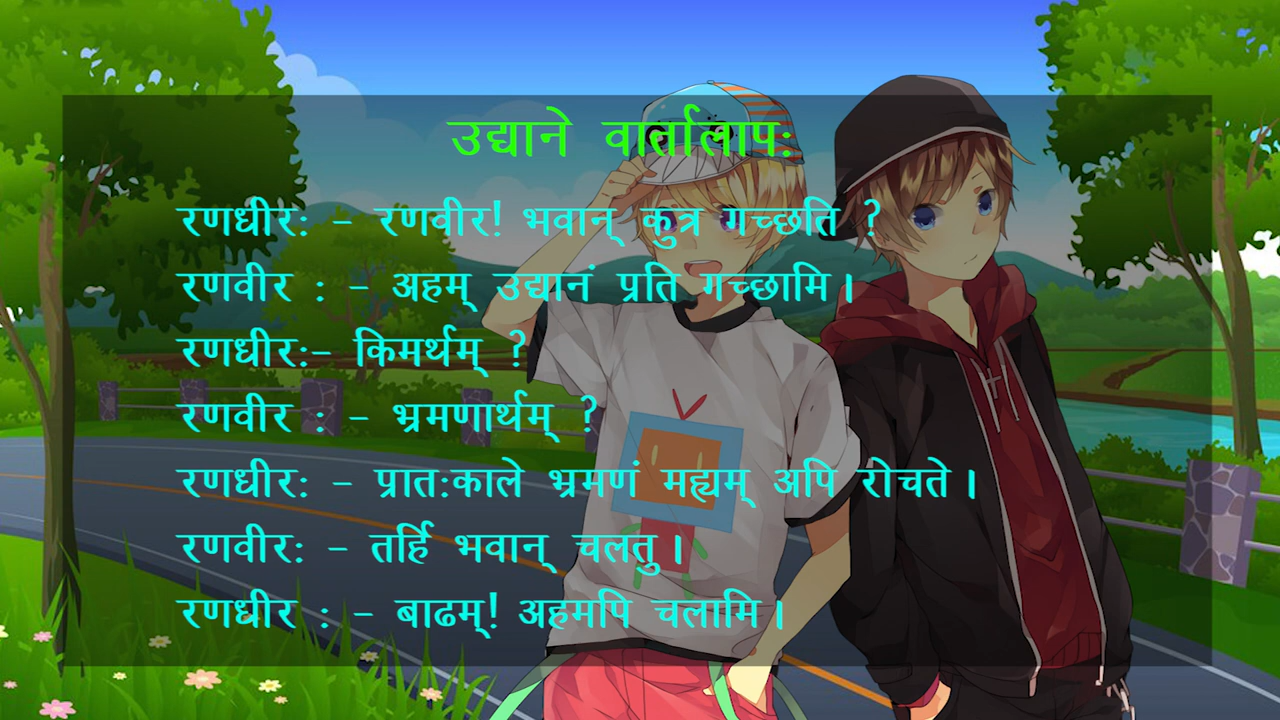 उद्याने वार्तालाप:
रणधीर: - रणवीर! भवान् कुत्र गच्छति ?
रणवीर : - अहम् उद्यानं प्रति गच्छामि।
रणधीर:- किमर्थम् ?
रणवीर : - भ्रमणार्थम् ?
रणधीर: - प्रात:काले भ्रमणं मह्यम् अपि रोचते।
रणवीर: - तर्हि भवान् चलतु।
रणधीर : - बाढम्! अहमपि चलामि।